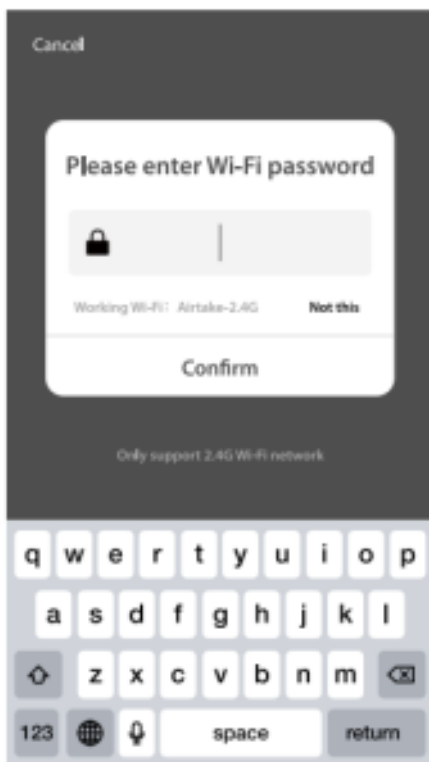 Cancel
Please enter Wi-Fi password
Working Wi-Fi: Airtake-2.4G Not this
Confirm
Only support 2.4G Wi-Fi network
q w e r t y u i o p
a s d f g h j k l
z x c v b n m
123 space return